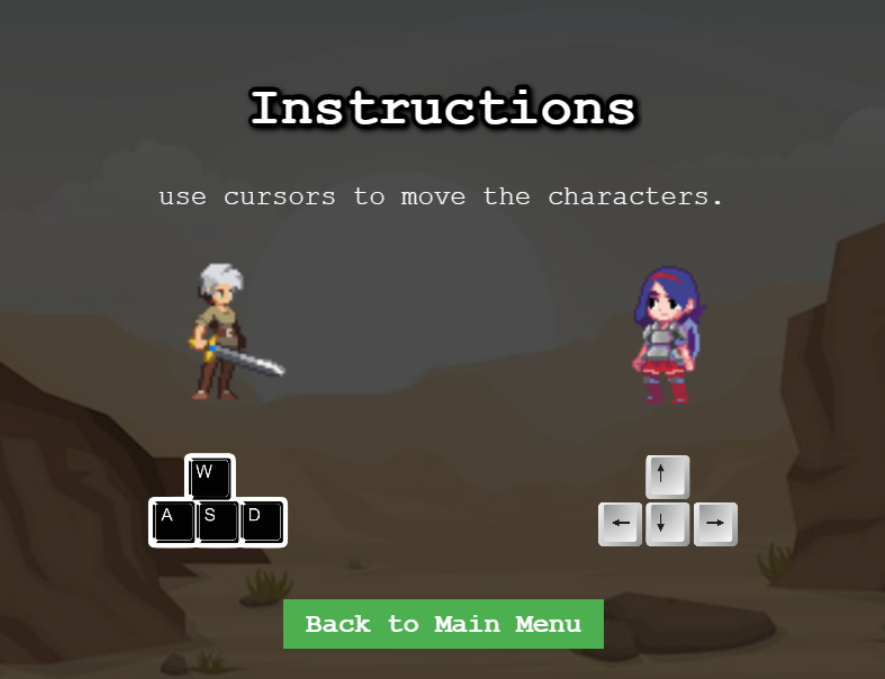 Instructions
use cursors to move the characters.
W
A S D
↑
← ↓ →
Back to Main Menu